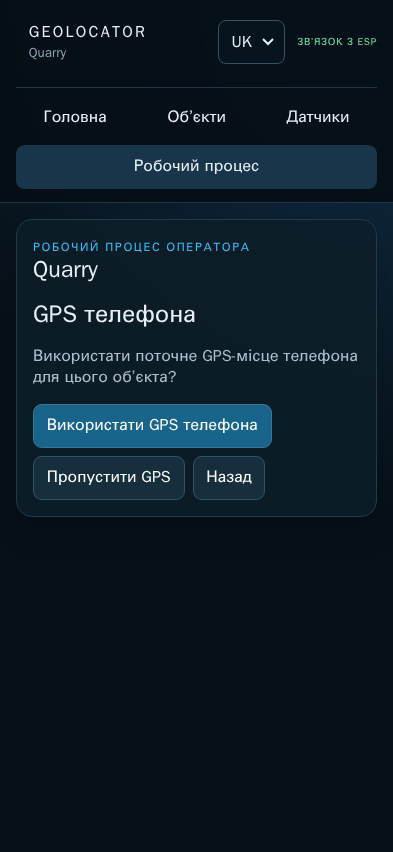 GEOLOCATOR
Quarry
UK
ЗВ'ЯЗОК З ESP
Головна
Об'єкти
Датчики
Робочий процес
РОБОЧИЙ ПРОЦЕС ОПЕРАТОРА
Quarry
GPS телефона
Використати поточне GPS-місце телефона
для цього об'єкта?
Використати GPS телефона
Пропустити GPS
Назад